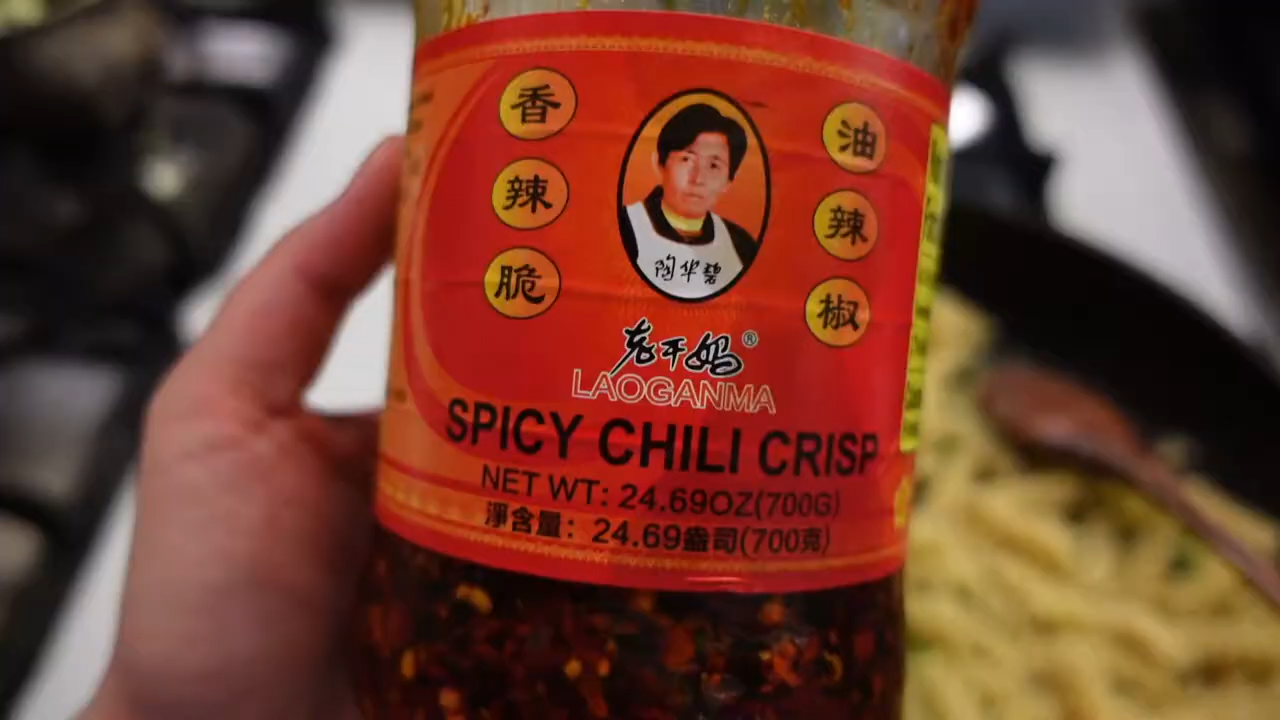 香辣脆
油辣椒
陶华碧
老干妈®
LAOGANMA
SPICY CHILI CRISP
NET WT: 24.69OZ(700G)
淨含量: 24.69盎司(700克)